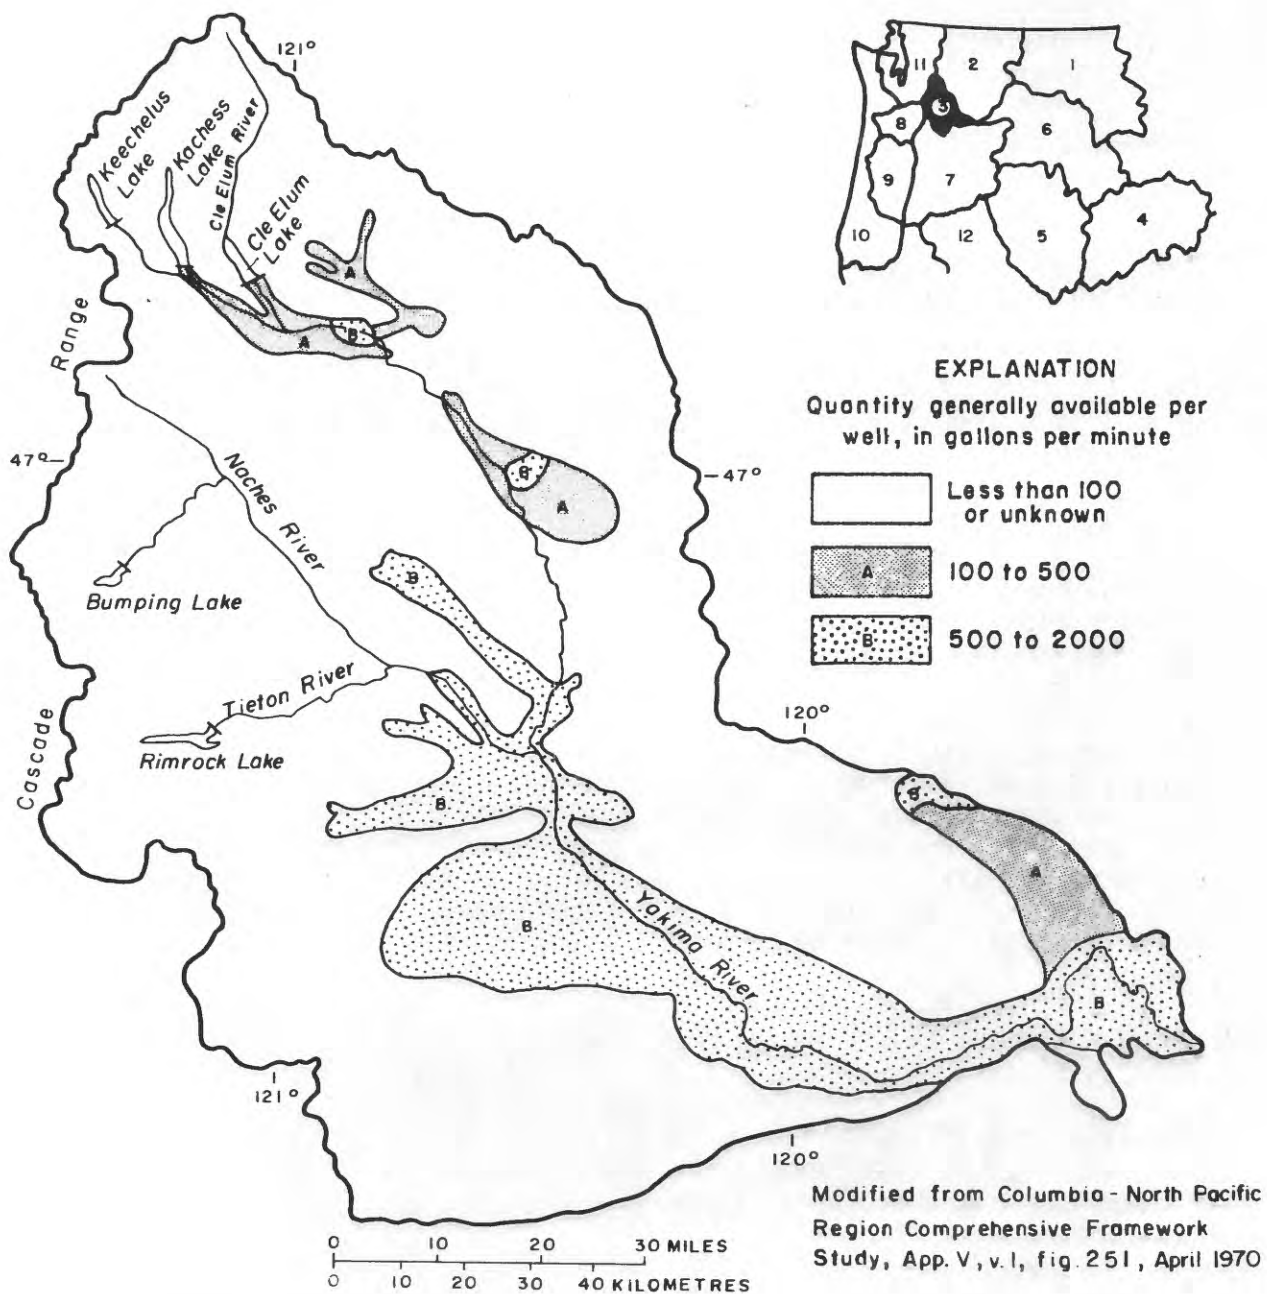 121°
Keechelus
Lake
Kachess
Lake
Cle Elum River
Cle Elum
Lake
A
A
B
Range
47°
Naches River
Bumping Lake
B
A
47°
B
Tieton River
Rimrock Lake
Cascade
B
B
Yakima River
120°
B
A
B
121°
120°
11
2
1
3
8
6
9
7
4
10
12
5
EXPLANATION
Quantity generally available per
well, in gallons per minute
Less than 100
or unknown
A
100 to 500
B
500 to 2000
0 10 20 30 MILES
0 10 20 30 40 KILOMETRES
Modified from Columbia - North Pacific
Region Comprehensive Framework
Study, App. V, v. 1, fig. 251, April 1970